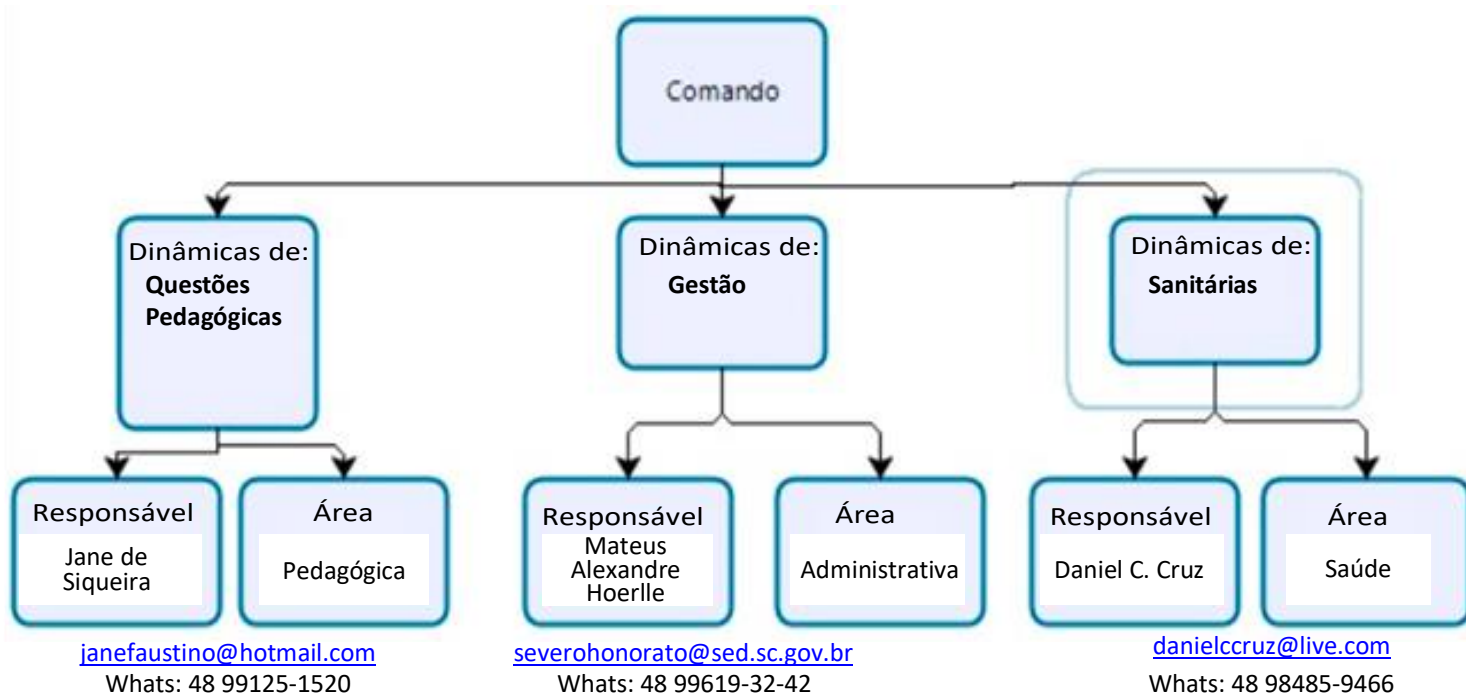 Comando
Dinâmicas de:
Questões
Pedagógicas
Dinâmicas de:
Gestão
Dinâmicas de:
Sanitárias
Responsável
Jane de
Siqueira
Área
Pedagógica
Responsável
Mateus
Alexandre
Hoerlle
Área
Administrativa
Responsável
Daniel C. Cruz
Área
Saúde
janefaustino@hotmail.com
Whats: 48 99125-1520
severohonorato@sed.sc.gov.br
Whats: 48 99619-32-42
danielccruz@live.com
Whats: 48 98485-9466